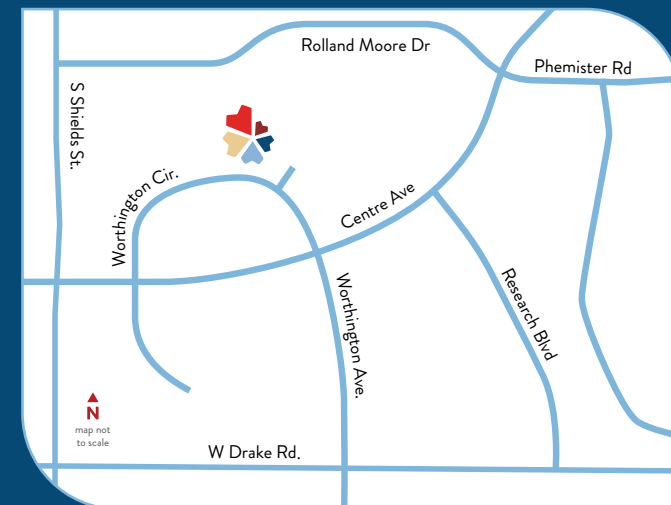 Rolland Moore Dr
Phemister Rd
S Shields St.
Worthington Cir.
Centre Ave
Worthington Ave.
Research Blvd
N
map not
to scale
W Drake Rd.